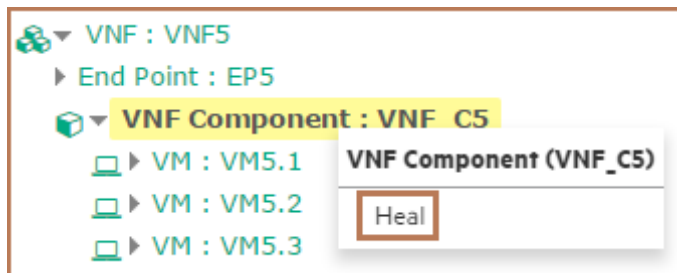 VNF : VNF5
End Point : EP5
VNF Component : VNF_C5
VM : VM5.1
VNF Component (VNF_C5)
VM : VM5.2
Heal
VM : VM5.3